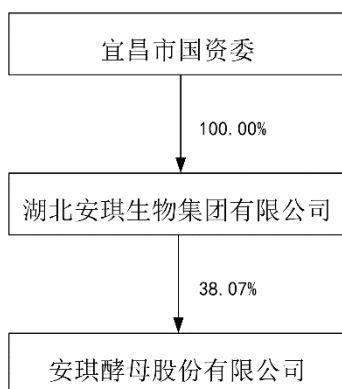 宜昌市国资委
100.00%
湖北安琪生物集团有限公司
38.07%
安琪酵母股份有限公司